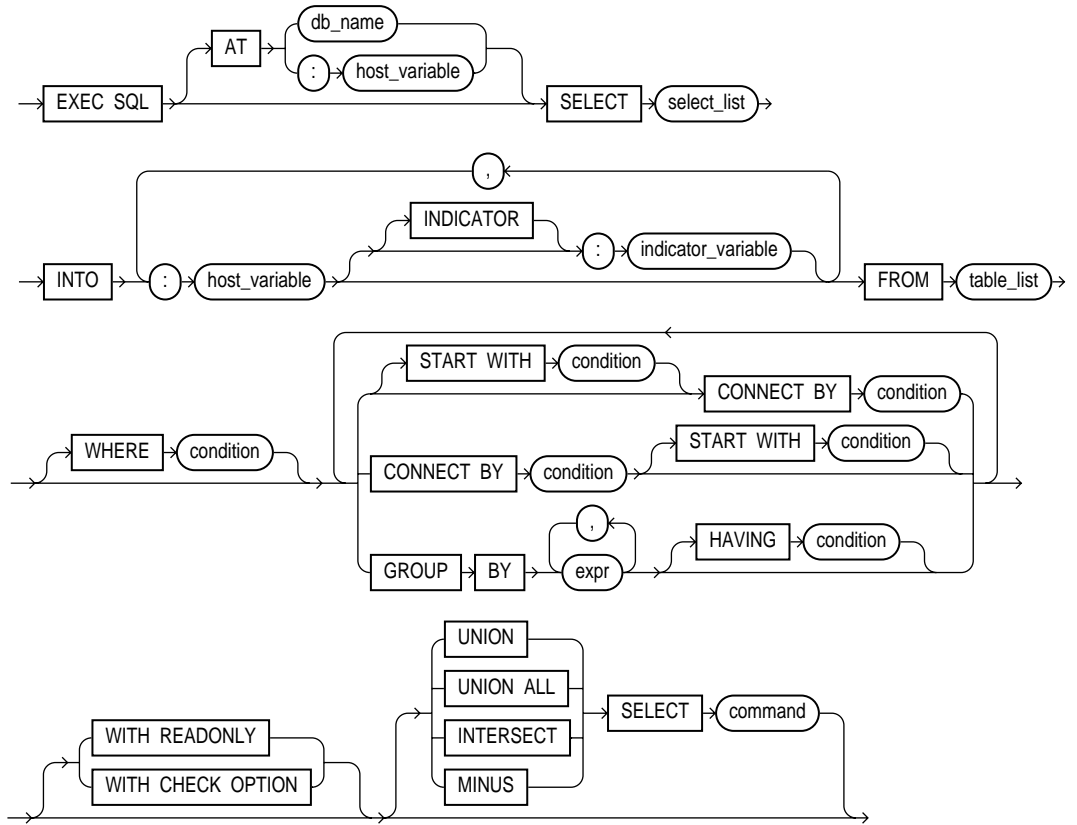 db_name
AT
: host_variable
EXEC SQL SELECT select_list
,
INDICATOR
: indicator_variable
INTO : host_variable FROM table_list
START WITH condition
CONNECT BY condition
WHERE condition START WITH condition
CONNECT BY condition
,
HAVING condition
GROUP BY expr
UNION
UNION ALL
SELECT command
WITH READONLY INTERSECT
WITH CHECK OPTION MINUS